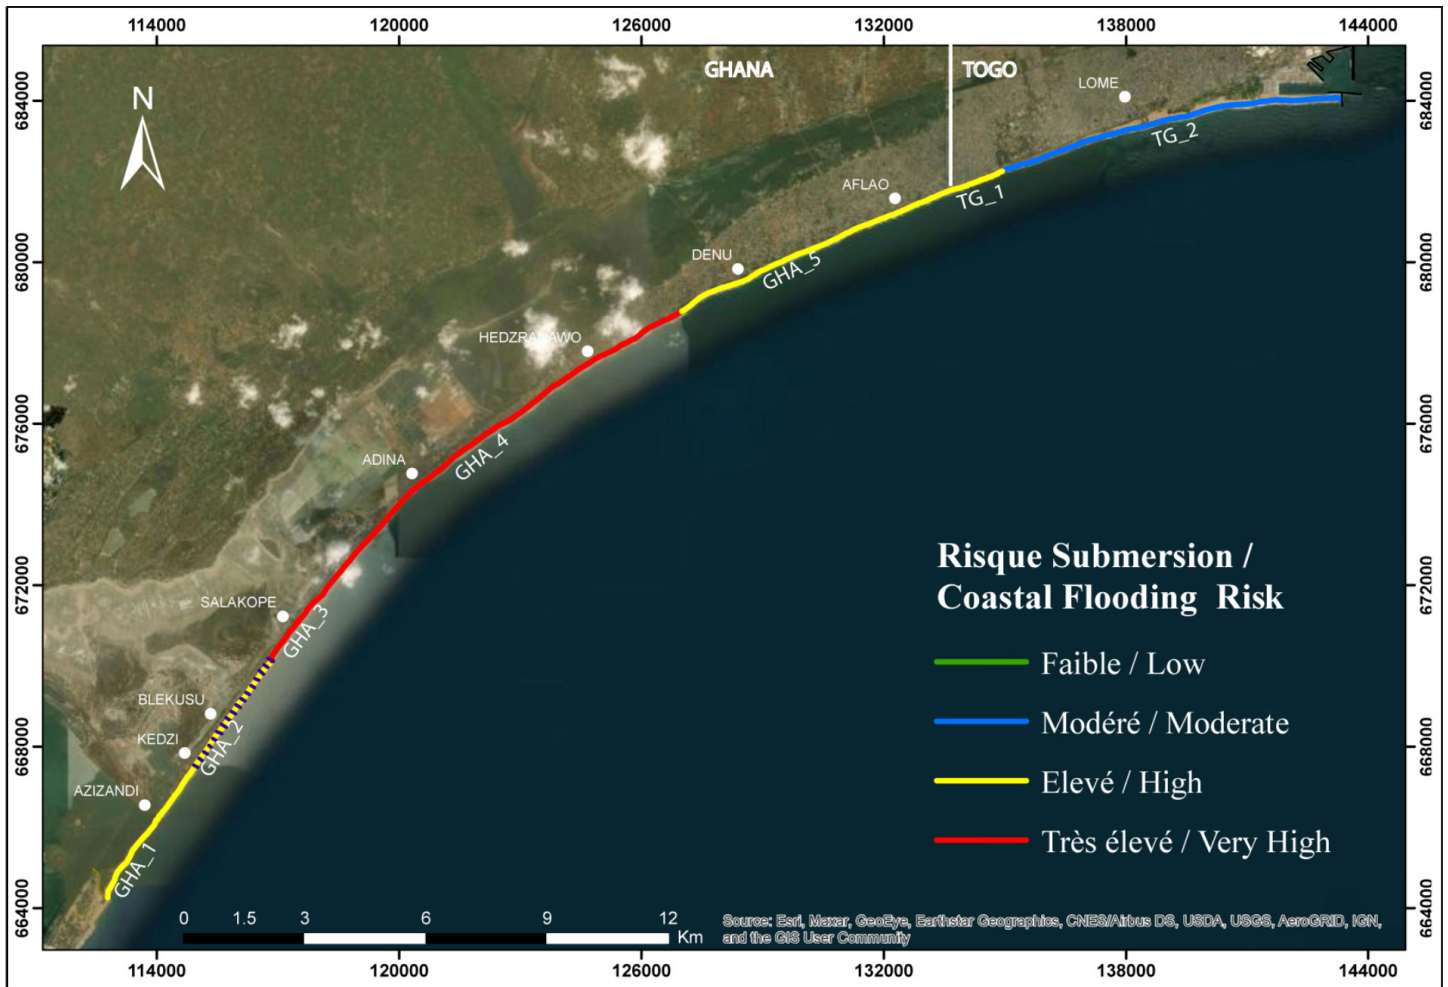 114000 120000 126000 132000 138000 144000
GHANA TOGO
LOME
N
684000 684000
TG_2
AFLAO
TG_1
DENU
680000 680000
GHA_5
HEDZRANAWO
676000 676000
ADINA
GHA_4
Risque Submersion /
Coastal Flooding Risk
672000 672000
SALAKOPE
GHA_3
Faible / Low
BLEKUSU
Modéré / Moderate
KEDZI
GHA_2
668000 668000
AZIZANDI
Elevé / High
GHA_1
Très élevé / Very High
664000 664000
0 1.5 3 6 9 12
Km
Source: Esri, Maxar, GeoEye, Earthstar Geographics, CNES/Airbus DS, USDA, USGS, AeroGRID, IGN,
and the GIS User Community
114000 120000 126000 132000 138000 144000